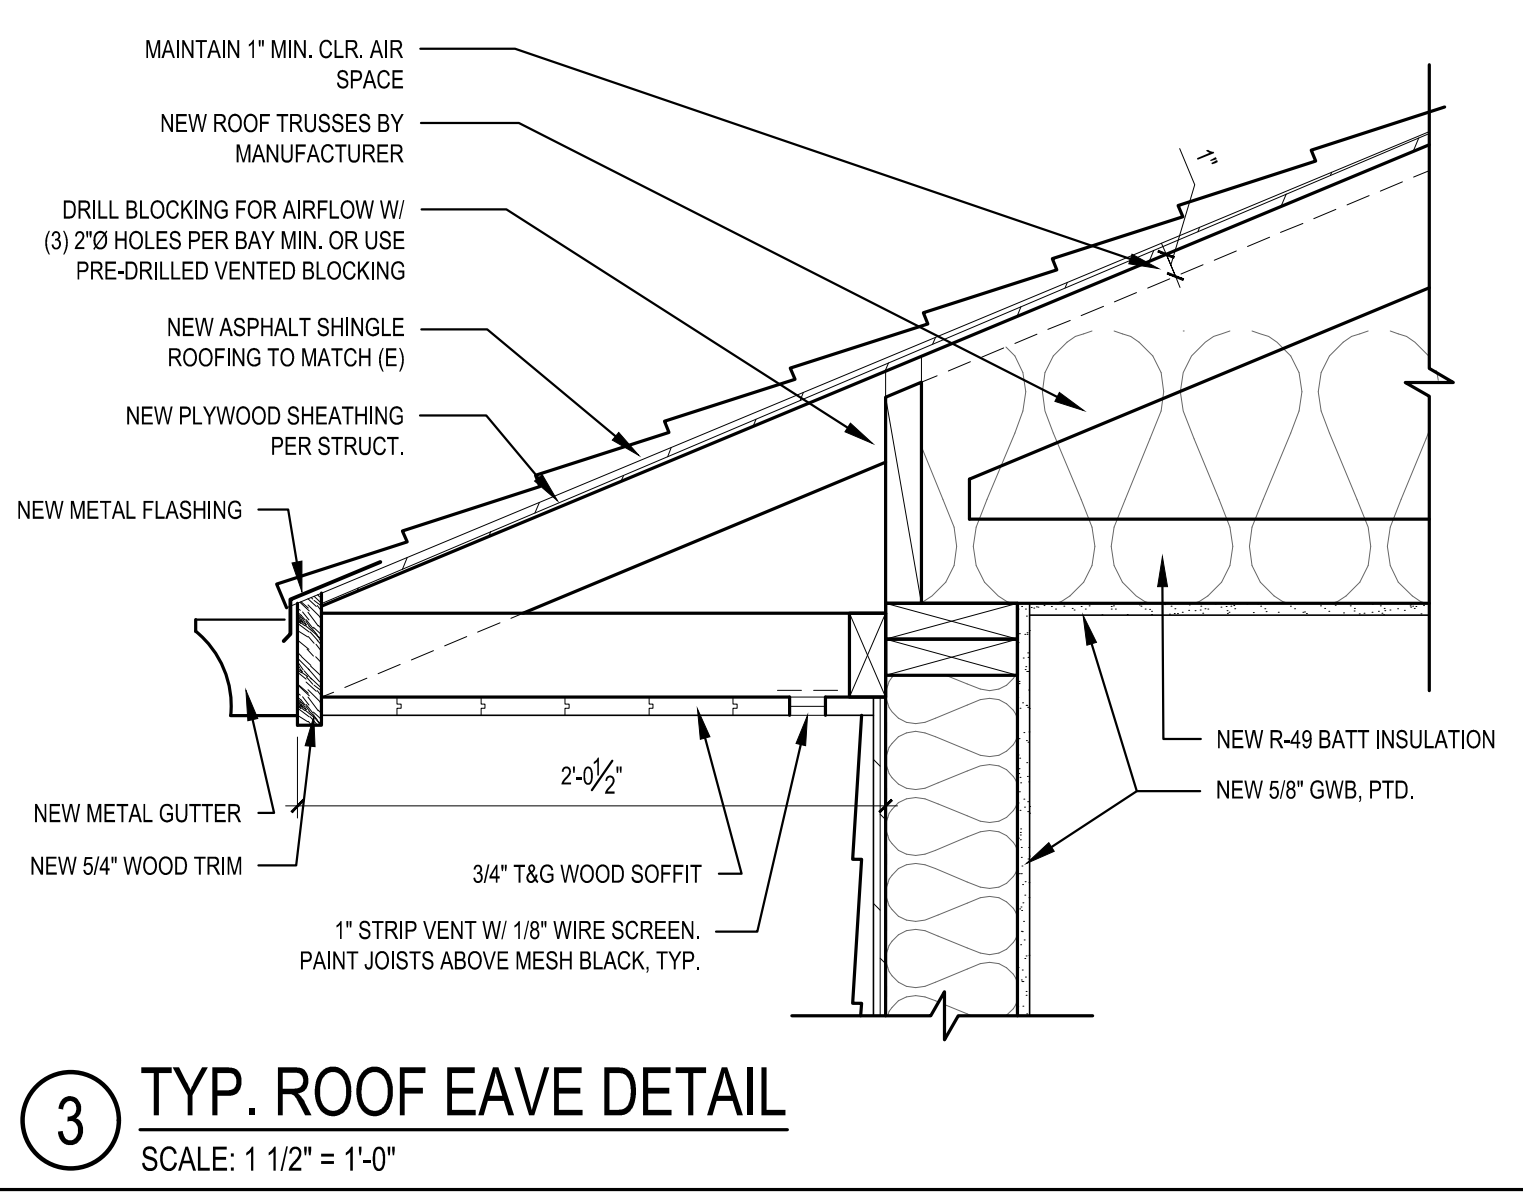 MAINTAIN 1" MIN. CLR. AIR
SPACE
NEW ROOF TRUSSES BY
MANUFACTURER
DRILL BLOCKING FOR AIRFLOW W/
(3) 2"Ø HOLES PER BAY MIN. OR USE
PRE-DRILLED VENTED BLOCKING
NEW ASPHALT SHINGLE
ROOFING TO MATCH (E)
NEW PLYWOOD SHEATHING
PER STRUCT.
NEW METAL FLASHING
1"
NEW METAL GUTTER
NEW 5/4" WOOD TRIM
2'-0 1/2"
3/4" T&G WOOD SOFFIT
1" STRIP VENT W/ 1/8" WIRE SCREEN.
PAINT JOISTS ABOVE MESH BLACK, TYP.
NEW R-49 BATT INSULATION
NEW 5/8" GWB, PTD.
3
TYP. ROOF EAVE DETAIL
SCALE: 1 1/2" = 1'-0"